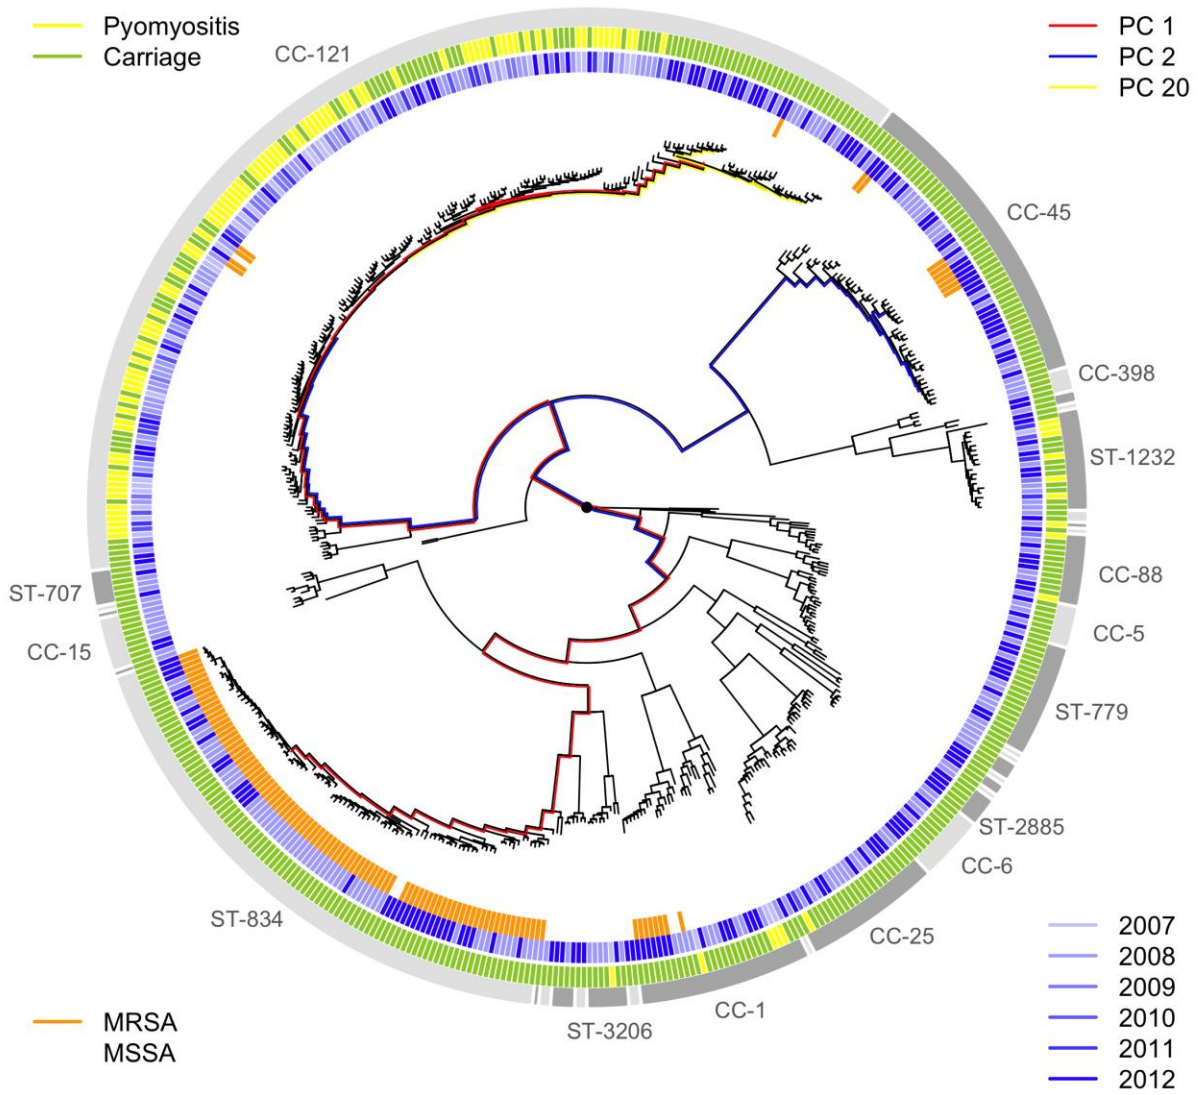 Pyomyositis
Carriage
PC 1
PC 2
PC 20
CC-121
CC-45
CC-398
ST-1232
CC-88
CC-5
ST-779
ST-2885
CC-6
CC-25
CC-1
ST-3206
ST-834
CC-15
ST-707
MRSA
MSSA
2007
2008
2009
2010
2011
2012